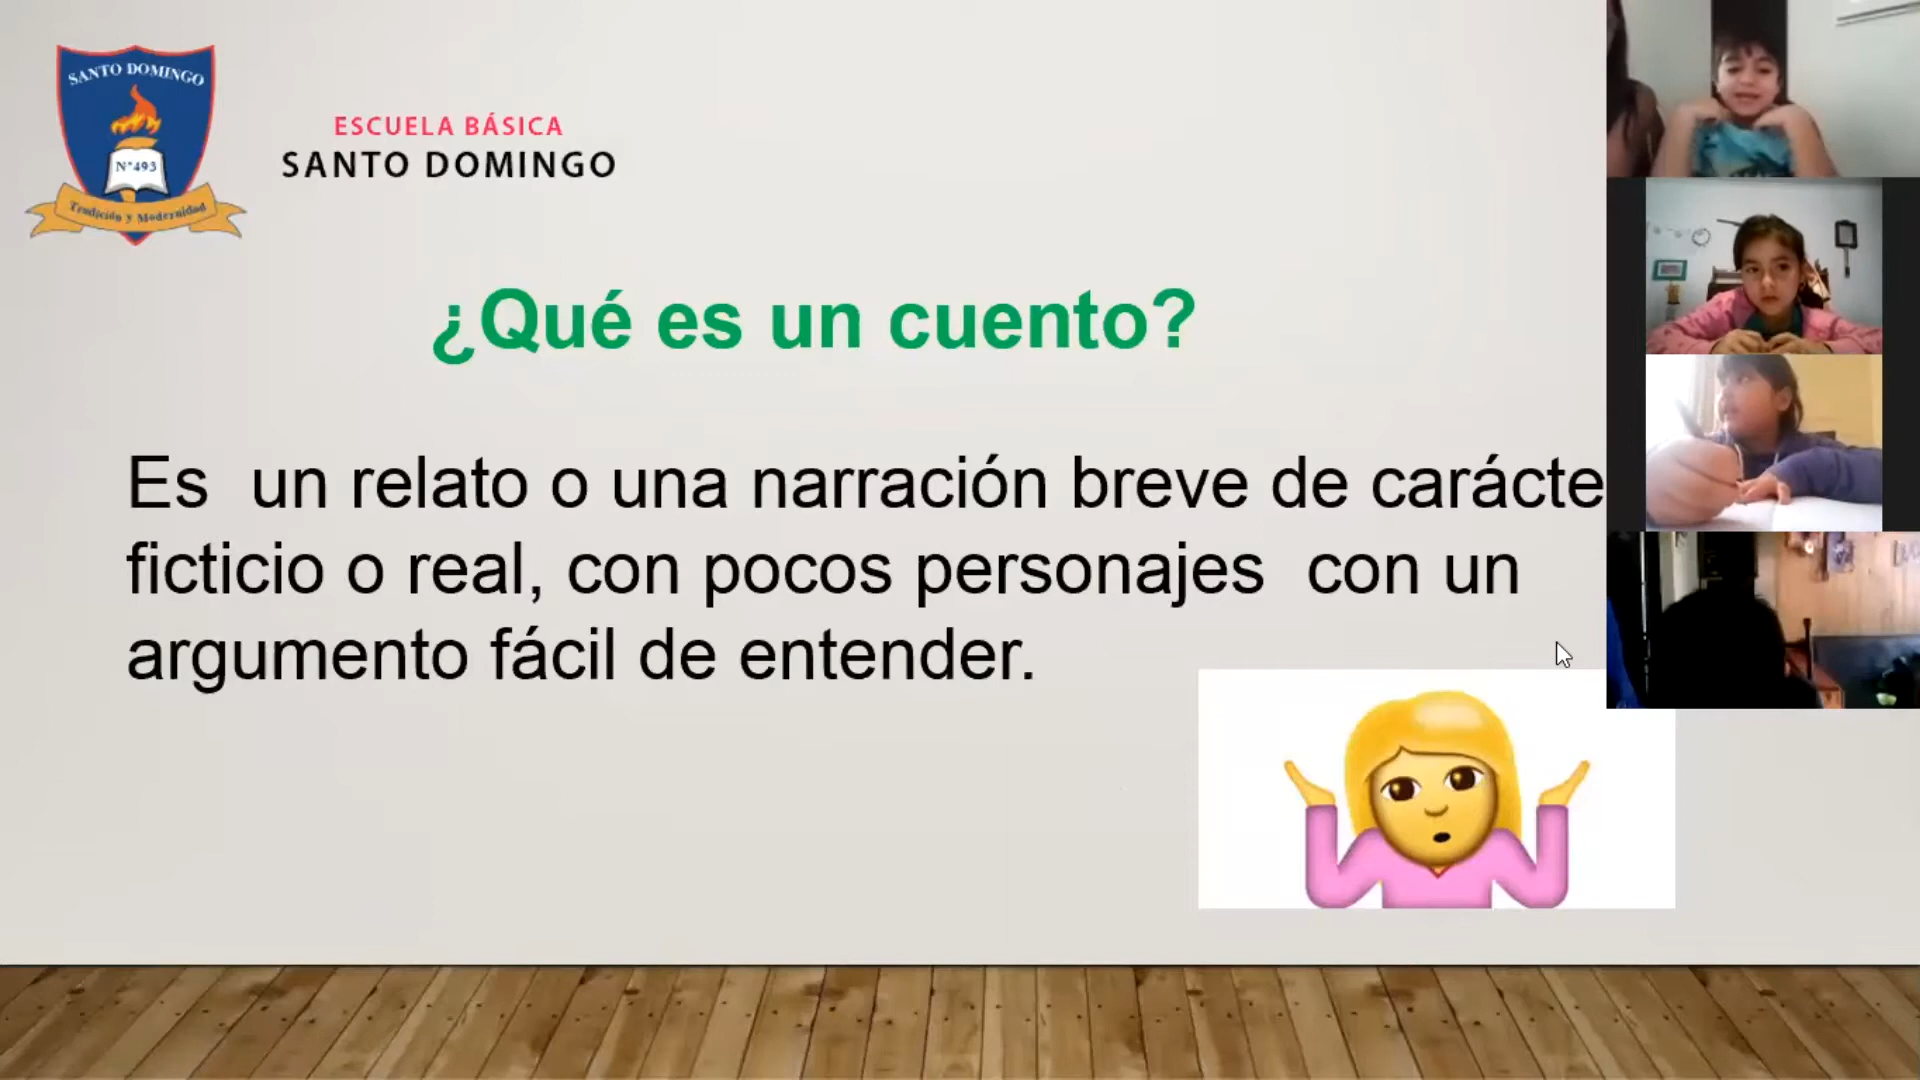 SANTO DOMINGO
N°493
Tradición y Modernidad
ESCUELA BÁSICA
SANTO DOMINGO
¿Qué es un cuento?
Es un relato o una narración breve de carácte
ficticio o real, con pocos personajes con un
argumento fácil de entender.